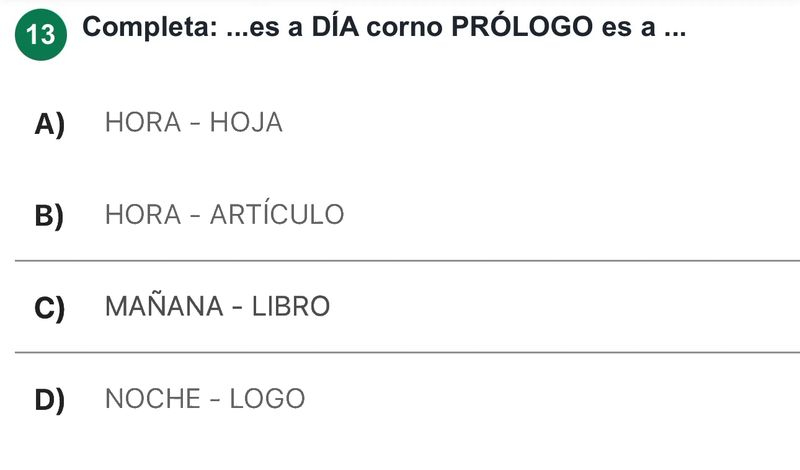 13 Completa: ...es a DÍA corno PRÓLOGO es a ...
A) HORA - HOJA
B) HORA - ARTÍCULO
C) MAÑANA - LIBRO
D) NOCHE - LOGO